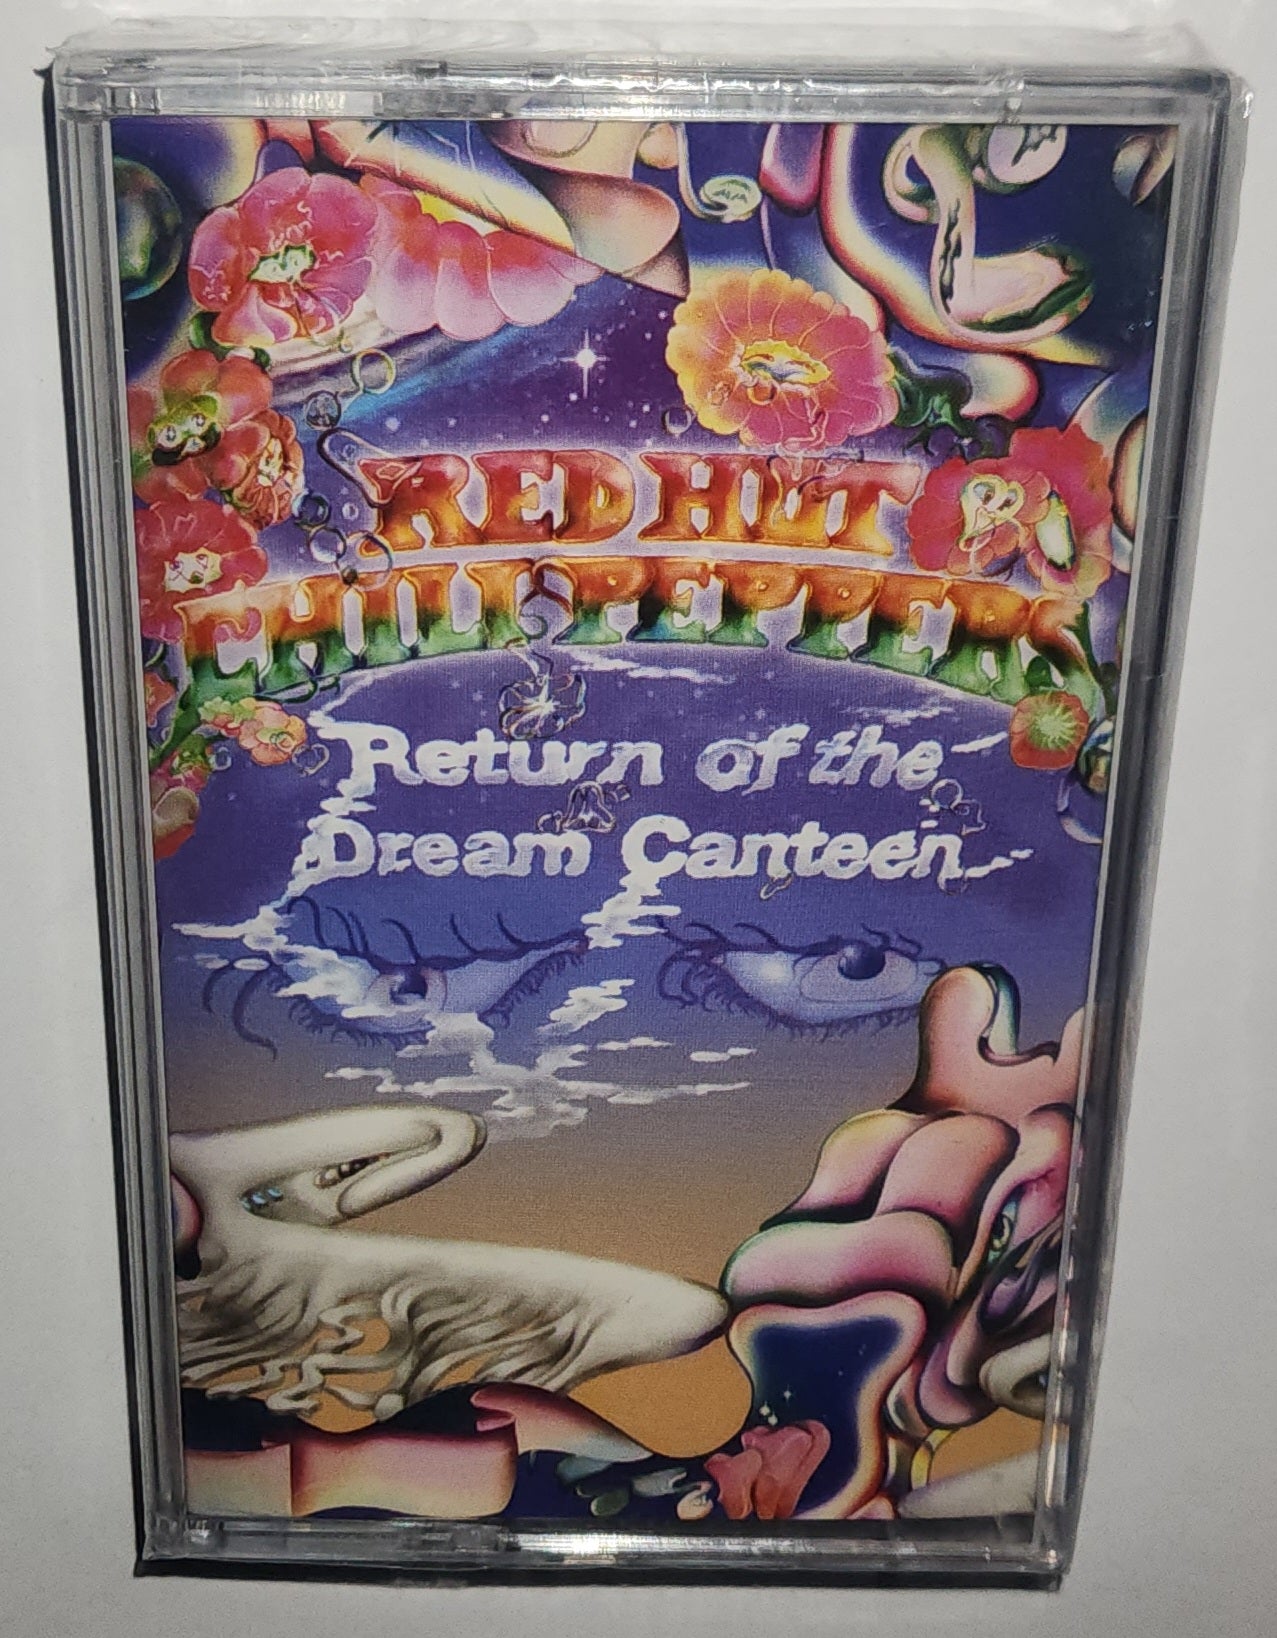 RED HOT
CHILI PEPPERS
Return of the
Dream Canteen